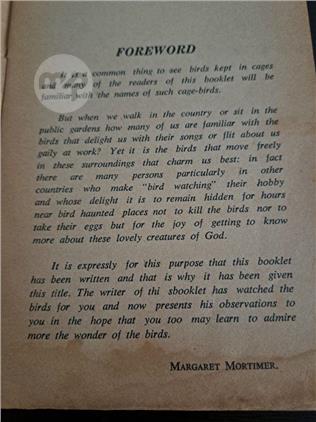 FOREWORD
It is a common thing to see birds kept in cages
and many of the readers of this booklet will be
familiar with the names of such cage-birds.
But when we walk in the country or sit in the
public gardens how many of us are familiar with the
birds that delight us with their songs or flit about us
gaily at work? Yet it is the birds that move freely
in these surroundings that charm us best: in fact
there are many persons particularly in other
countries who make "bird watching" their hobby
and whose delight it is to remain hidden for hours
near bird haunted places not to kill the birds nor to
take their eggs but for the joy of getting to know
more about these lovely creatures of God.
It is expressly for this purpose that this booklet
has been written and that is why it has been given
this title. The writer of thi sbooklet has watched the
birds for you and now presents his observations to
you in the hope that you too may learn to admire
more the wonder of the birds.
MARGARET MORTIMER.